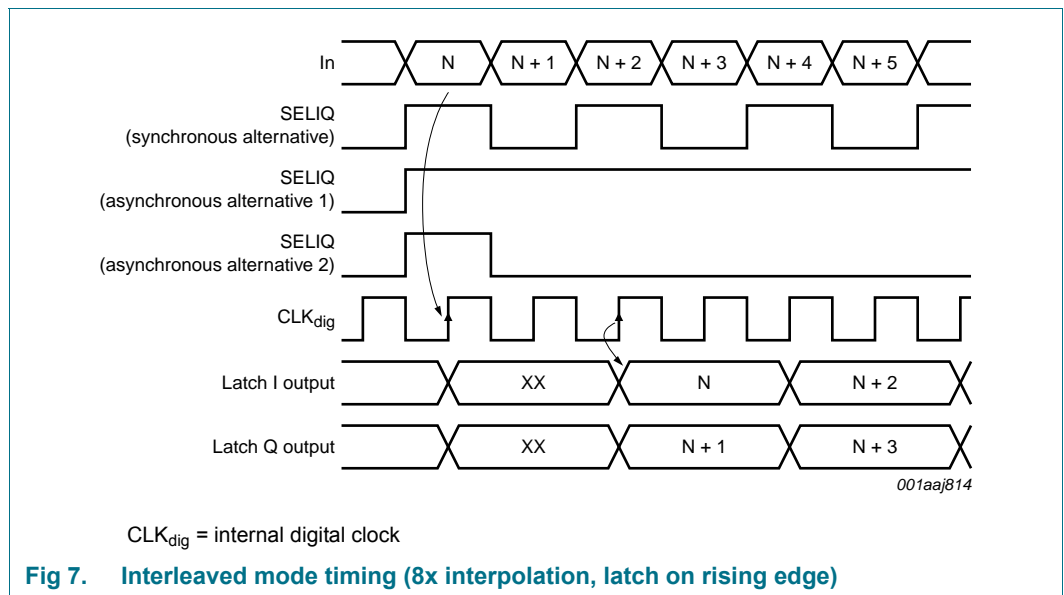 In
N N + 1 N + 2 N + 3 N + 4 N + 5
SELIQ
(synchronous alternative)
SELIQ
(asynchronous alternative 1)
SELIQ
(asynchronous alternative 2)
CLKdig
Latch I output XX N N + 2
Latch Q output XX N + 1 N + 3
001aaj814
CLKdig = internal digital clock
Fig 7. Interleaved mode timing (8x interpolation, latch on rising edge)